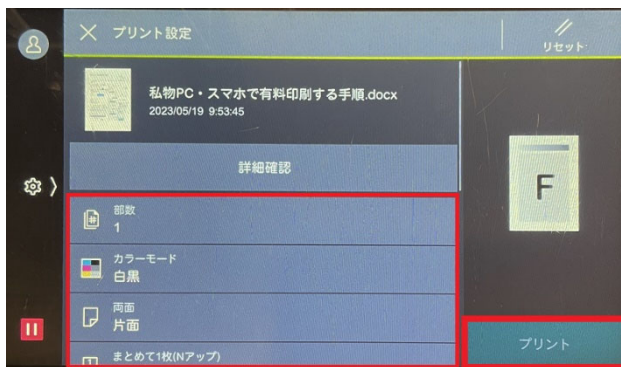 プリント設定
リセット
私物PC・スマホで有料印刷する手順.docx
2023/05/19 9:53:45
詳細確認
部数
1
カラーモード
白黒
両面
片面
まとめて1枚(Nアップ)
F
プリント